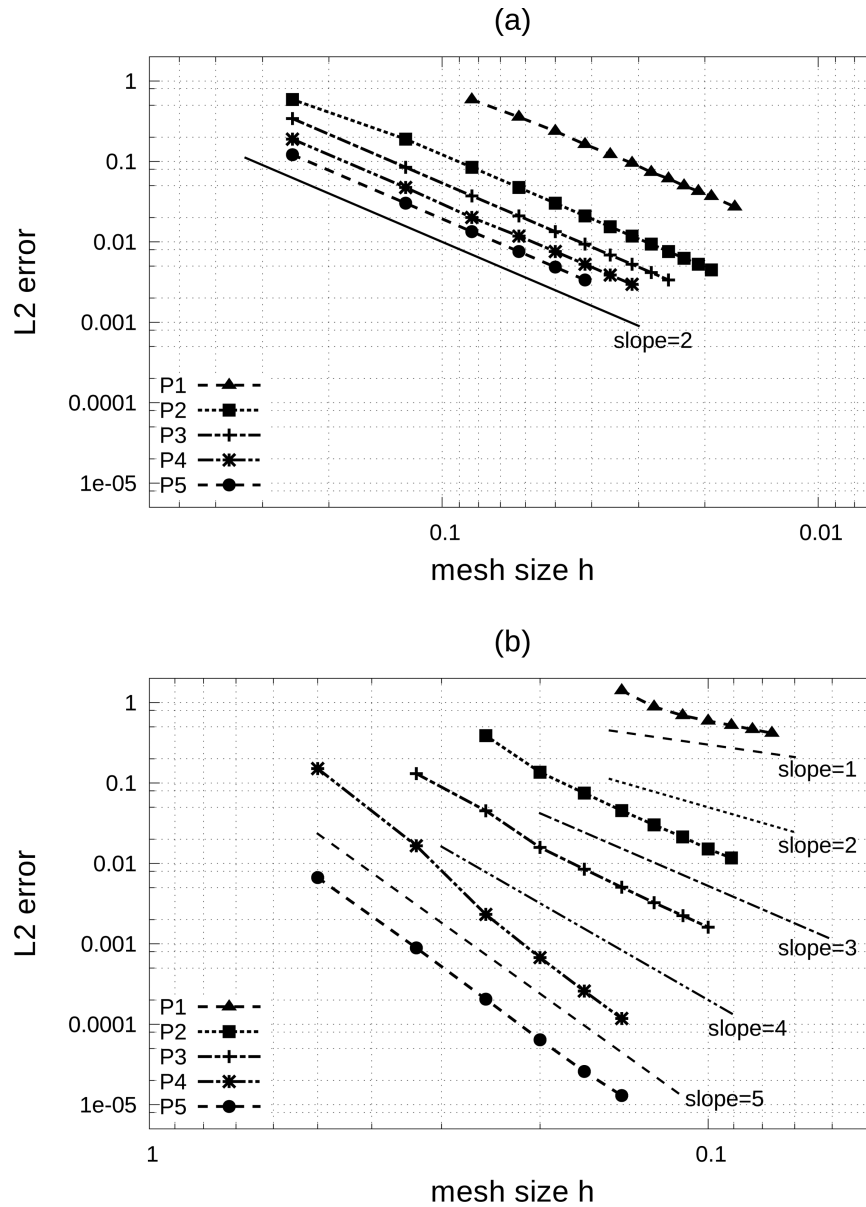 (a)
1
0.1
0.01
0.001
0.0001
1e-05
L2 error
slope=2
P1
P2
P3
P4
P5
0.1
0.01
mesh size h
(b)
1
0.1
0.01
0.001
0.0001
1e-05
L2 error
slope=1
slope=2
slope=3
slope=4
slope=5
P1
P2
P3
P4
P5
1
0.1
mesh size h